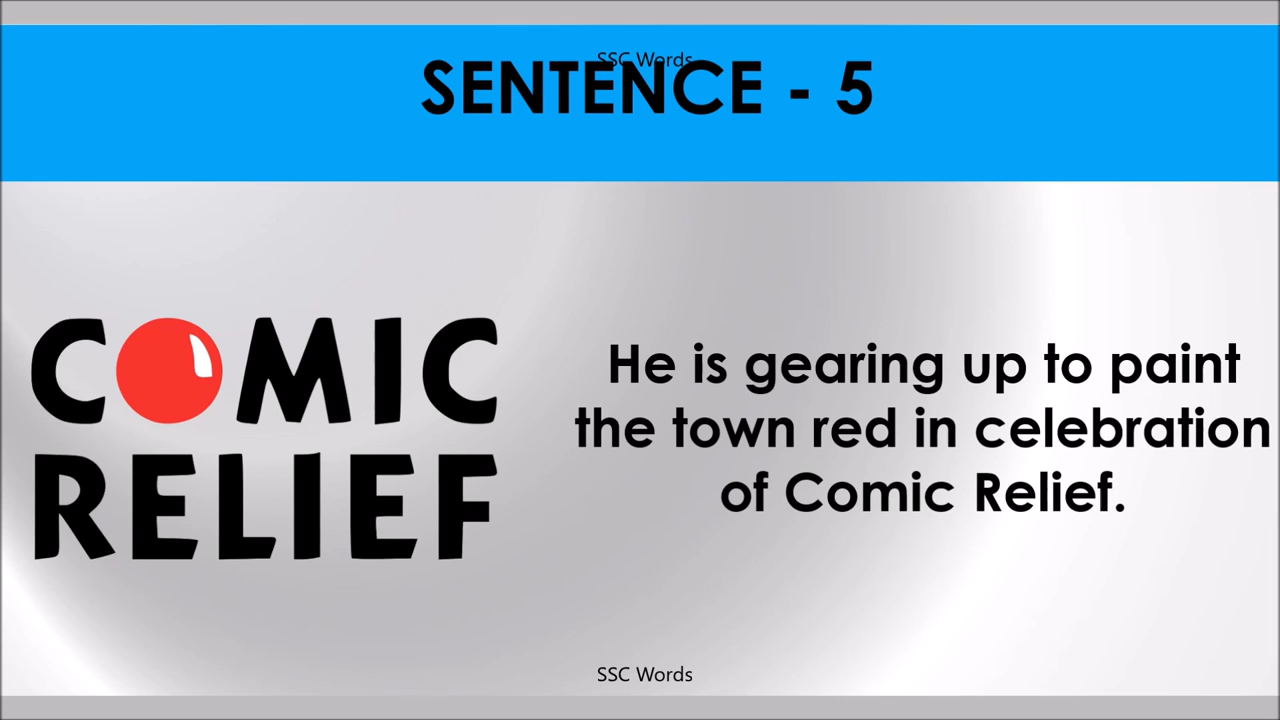 SSC Words
SENTENCE - 5
COMIC
RELIEF
He is gearing up to paint
the town red in celebration
of Comic Relief.
SSC Words